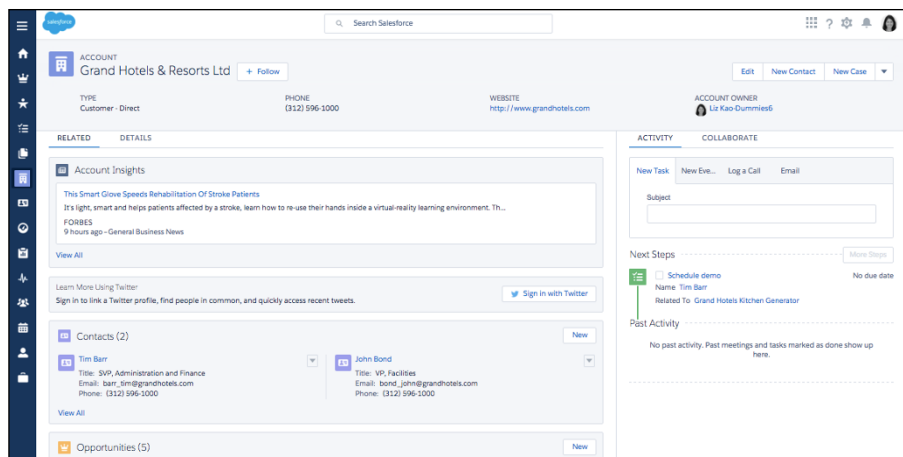 salesforce
Search Salesforce
?
ACCOUNT
Grand Hotels & Resorts Ltd
+ Follow
Edit
New Contact
New Case
TYPE
Customer - Direct
PHONE
(312) 596-1000
WEBSITE
http://www.grandhotels.com
ACCOUNT OWNER
Liz Kao-Dummies6
RELATED
DETAILS
Account Insights
This Smart Glove Speeds Rehabilitation Of Stroke Patients
It's light, smart and helps patients affected by a stroke, learn how to re-use their hands inside a virtual-reality learning environment. Th...
FORBES
9 hours ago - General Business News
View All
Learn More Using Twitter
Sign in to link a Twitter profile, find people in common, and quickly access recent tweets.
Sign in with Twitter
Contacts (2)
New
Tim Barr
Title: SVP, Administration and Finance
Email: barr_tim@grandhotels.com
Phone: (312) 596-1000
John Bond
Title: VP, Facilities
Email: bond_john@grandhotels.com
Phone: (312) 596-1000
View All
Opportunities (5)
New
ACTIVITY
COLLABORATE
New Task
New Eve...
Log a Call
Email
Subject
Next Steps
More Steps
Schedule demo
No due date
Name Tim Barr
Related To Grand Hotels Kitchen Generator
Past Activity
No past activity. Past meetings and tasks marked as done show up
here.